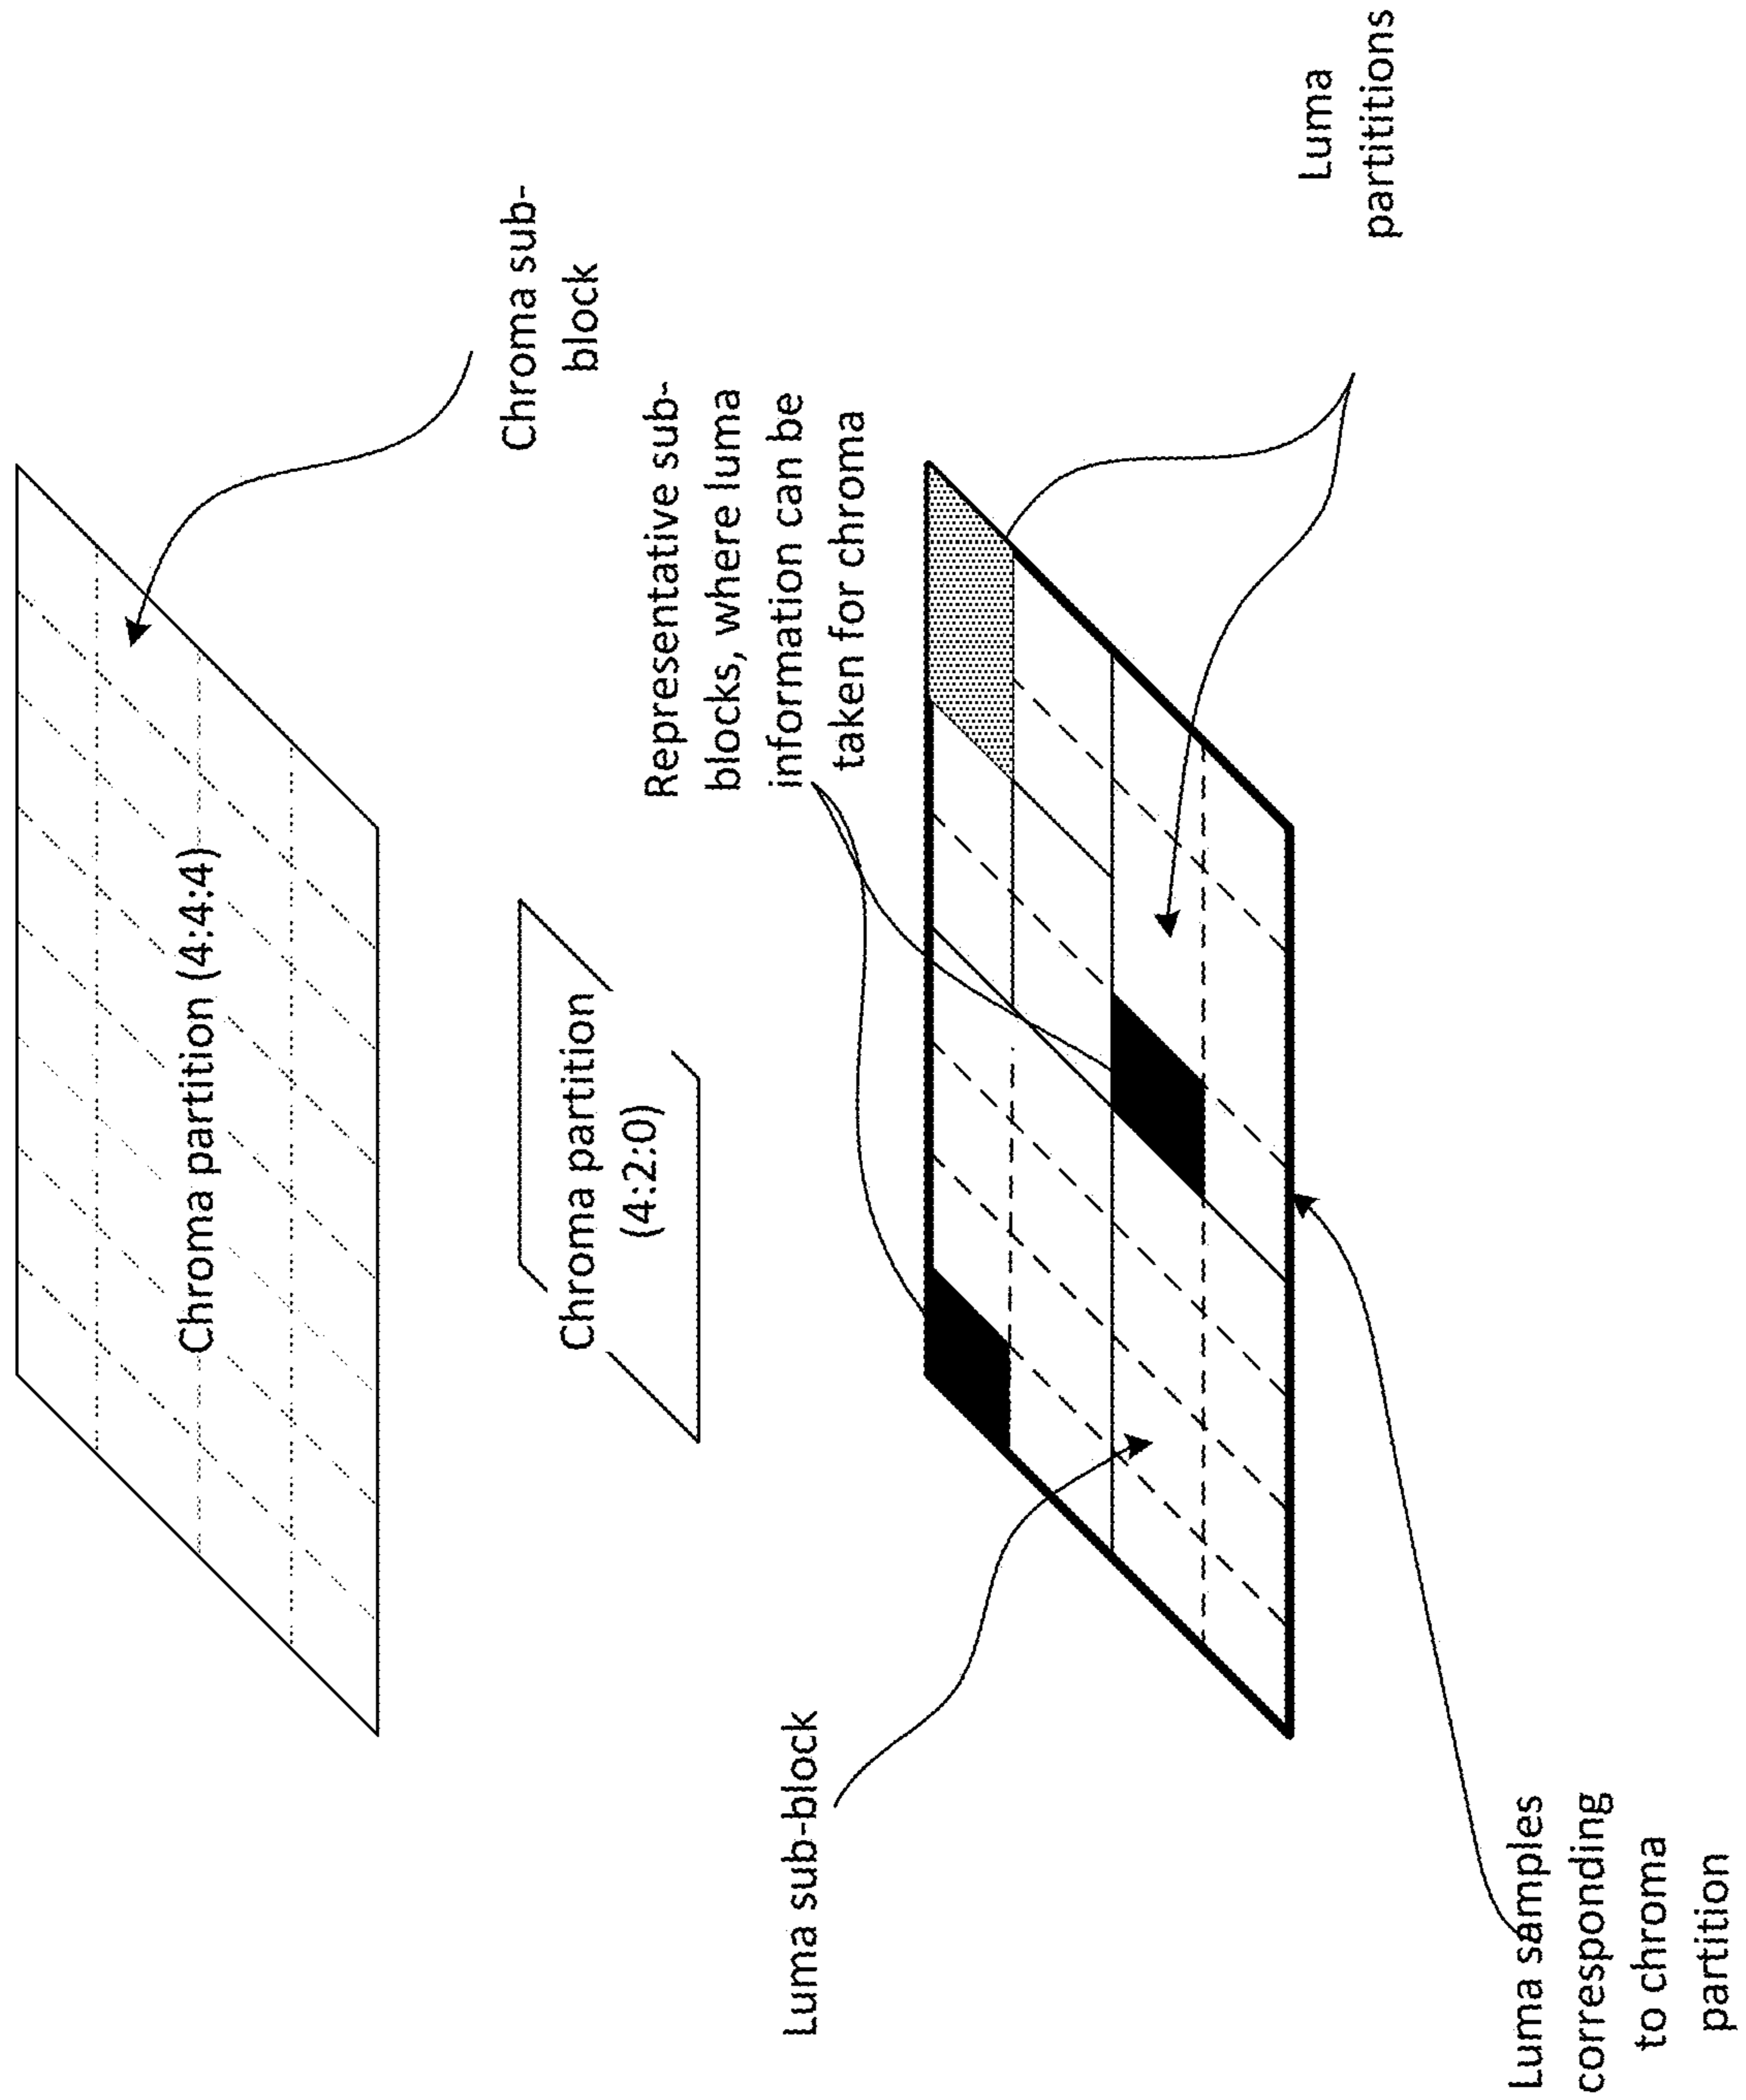 Chroma partition (4:4:4)
Chroma sub-
block
Chroma partition
(4:2:0)
Representative sub-
blocks, where luma
information can be
taken for chroma
Luma sub-block
Luma
partitions
Luma samples
corresponding
to chroma
partition